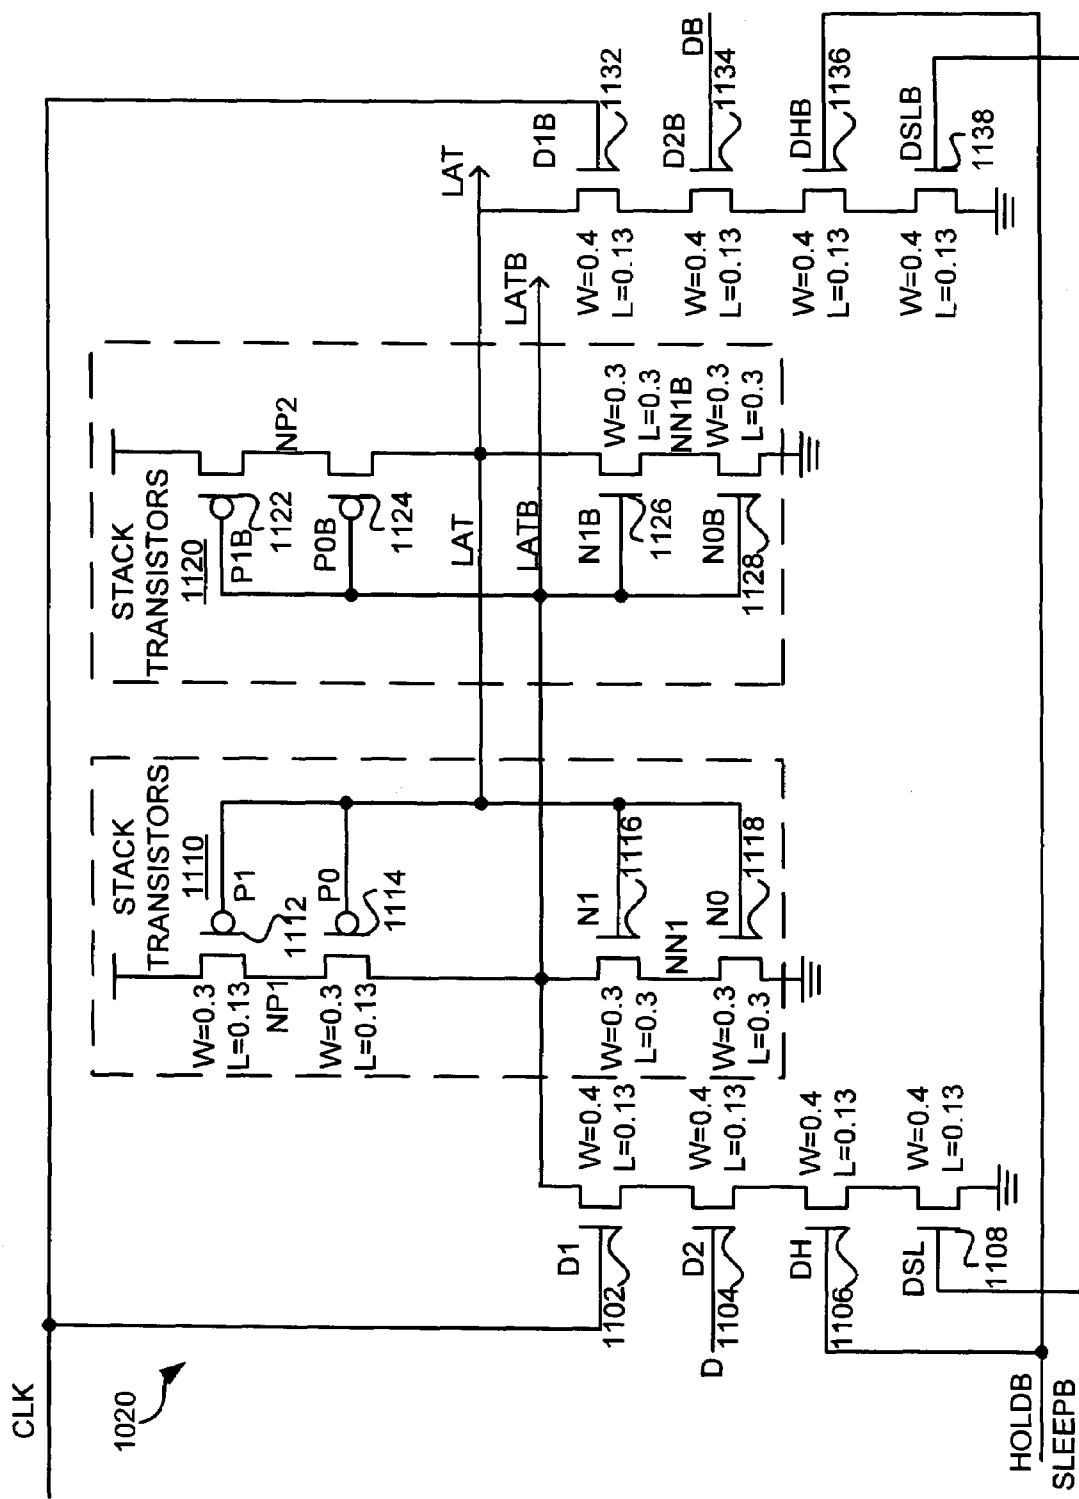 CLK
1020
HOLDB
SLEEPB
D1
1102
D2
D
1104
DH
1106
DSL
1108
W=0.4
L=0.13
W=0.4
L=0.13
W=0.4
L=0.13
W=0.4
L=0.13
STACK
TRANSISTORS
1110
P1
1112
W=0.3
L=0.13
NP1
P0
1114
W=0.3
L=0.13
N1
1116
W=0.3
L=0.3
NN1
N0
1118
W=0.3
L=0.3
STACK
TRANSISTORS
1120
P1B
1122
NP2
P0B
1124
LAT
LATB
N1B
1126
W=0.3
L=0.3
NN1B
N0B
1128
W=0.3
L=0.3
LAT
LATB
D1B
1132
W=0.4
L=0.13
D2B
DB
1134
W=0.4
L=0.13
DHB
1136
W=0.4
L=0.13
DSLB
1138
W=0.4
L=0.13